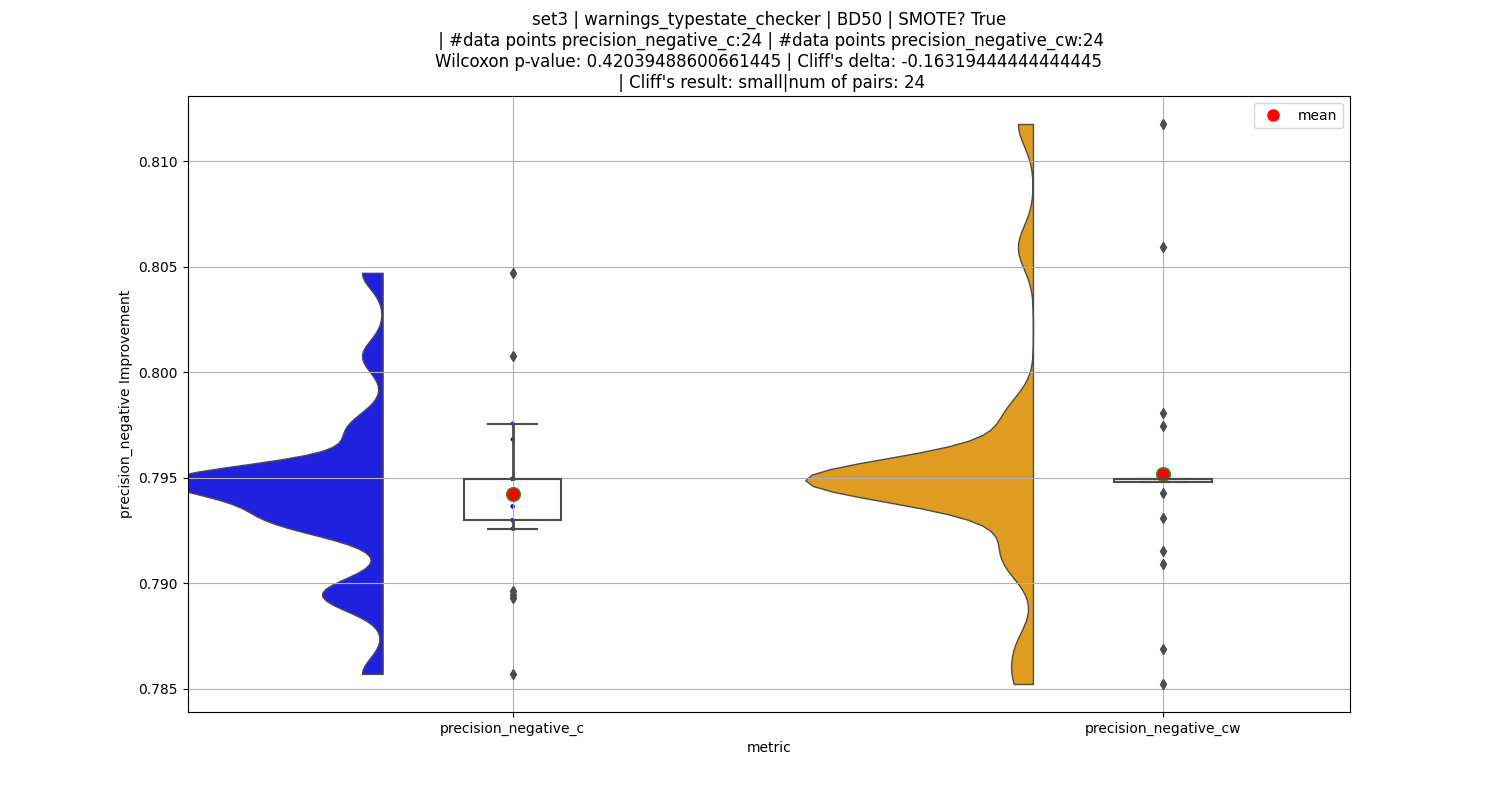 set3 | warnings_typestate_checker | BD50 | SMOTE? True
| #data points precision_negative_c:24 | #data points precision_negative_cw:24
Wilcoxon p-value: 0.42039488600661445 | Cliff's delta: -0.16319444444444445
| Cliff's result: small|num of pairs: 24
mean
0.810
0.805
0.800
0.795
0.790
0.785
precision_negative Improvement
precision_negative_c
precision_negative_cw
metric